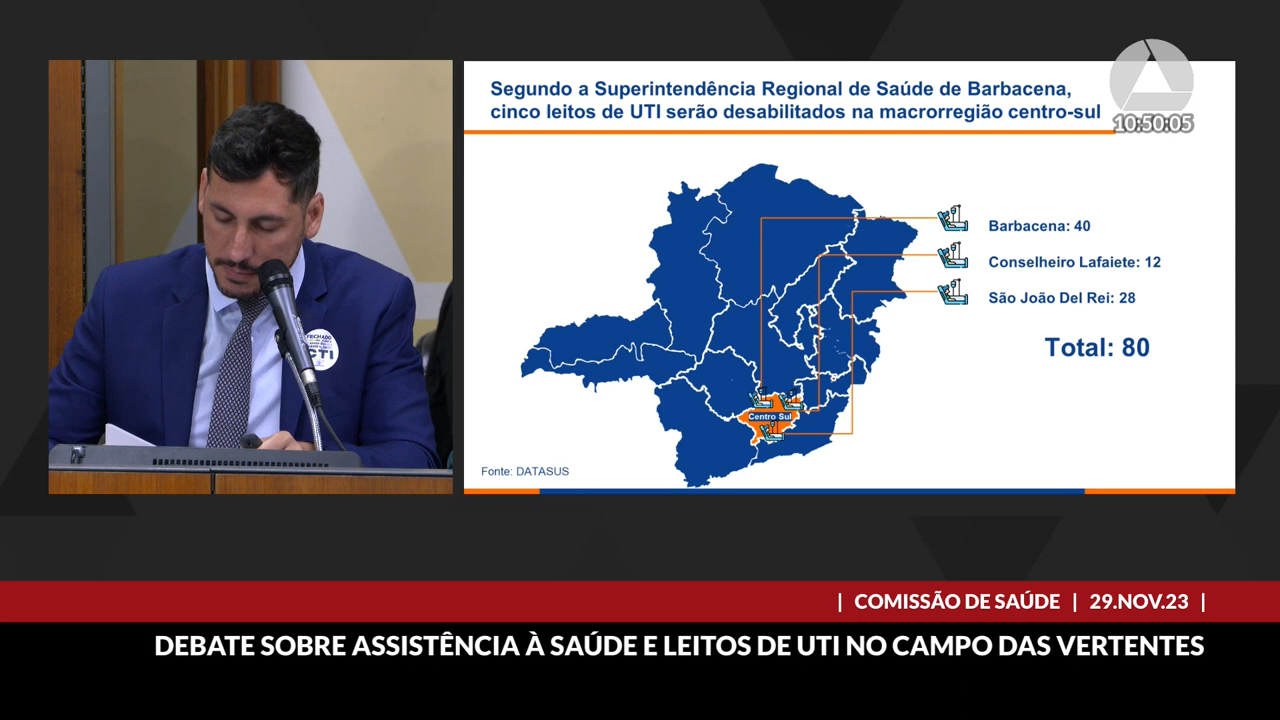 Segundo a Superintendência Regional de Saúde de Barbacena,
cinco leitos de UTI serão desabilitados na macrorregião centro-sul
10:50:05
Barbacena: 40
Conselheiro Lafaiete: 12
São João Del Rei: 28
Total: 80
Centro Sul
Fonte: DATASUS
FECHADO
CTI
| COMISSÃO DE SAÚDE | 29.NOV.23 |
DEBATE SOBRE ASSISTÊNCIA À SAÚDE E LEITOS DE UTI NO CAMPO DAS VERTENTES